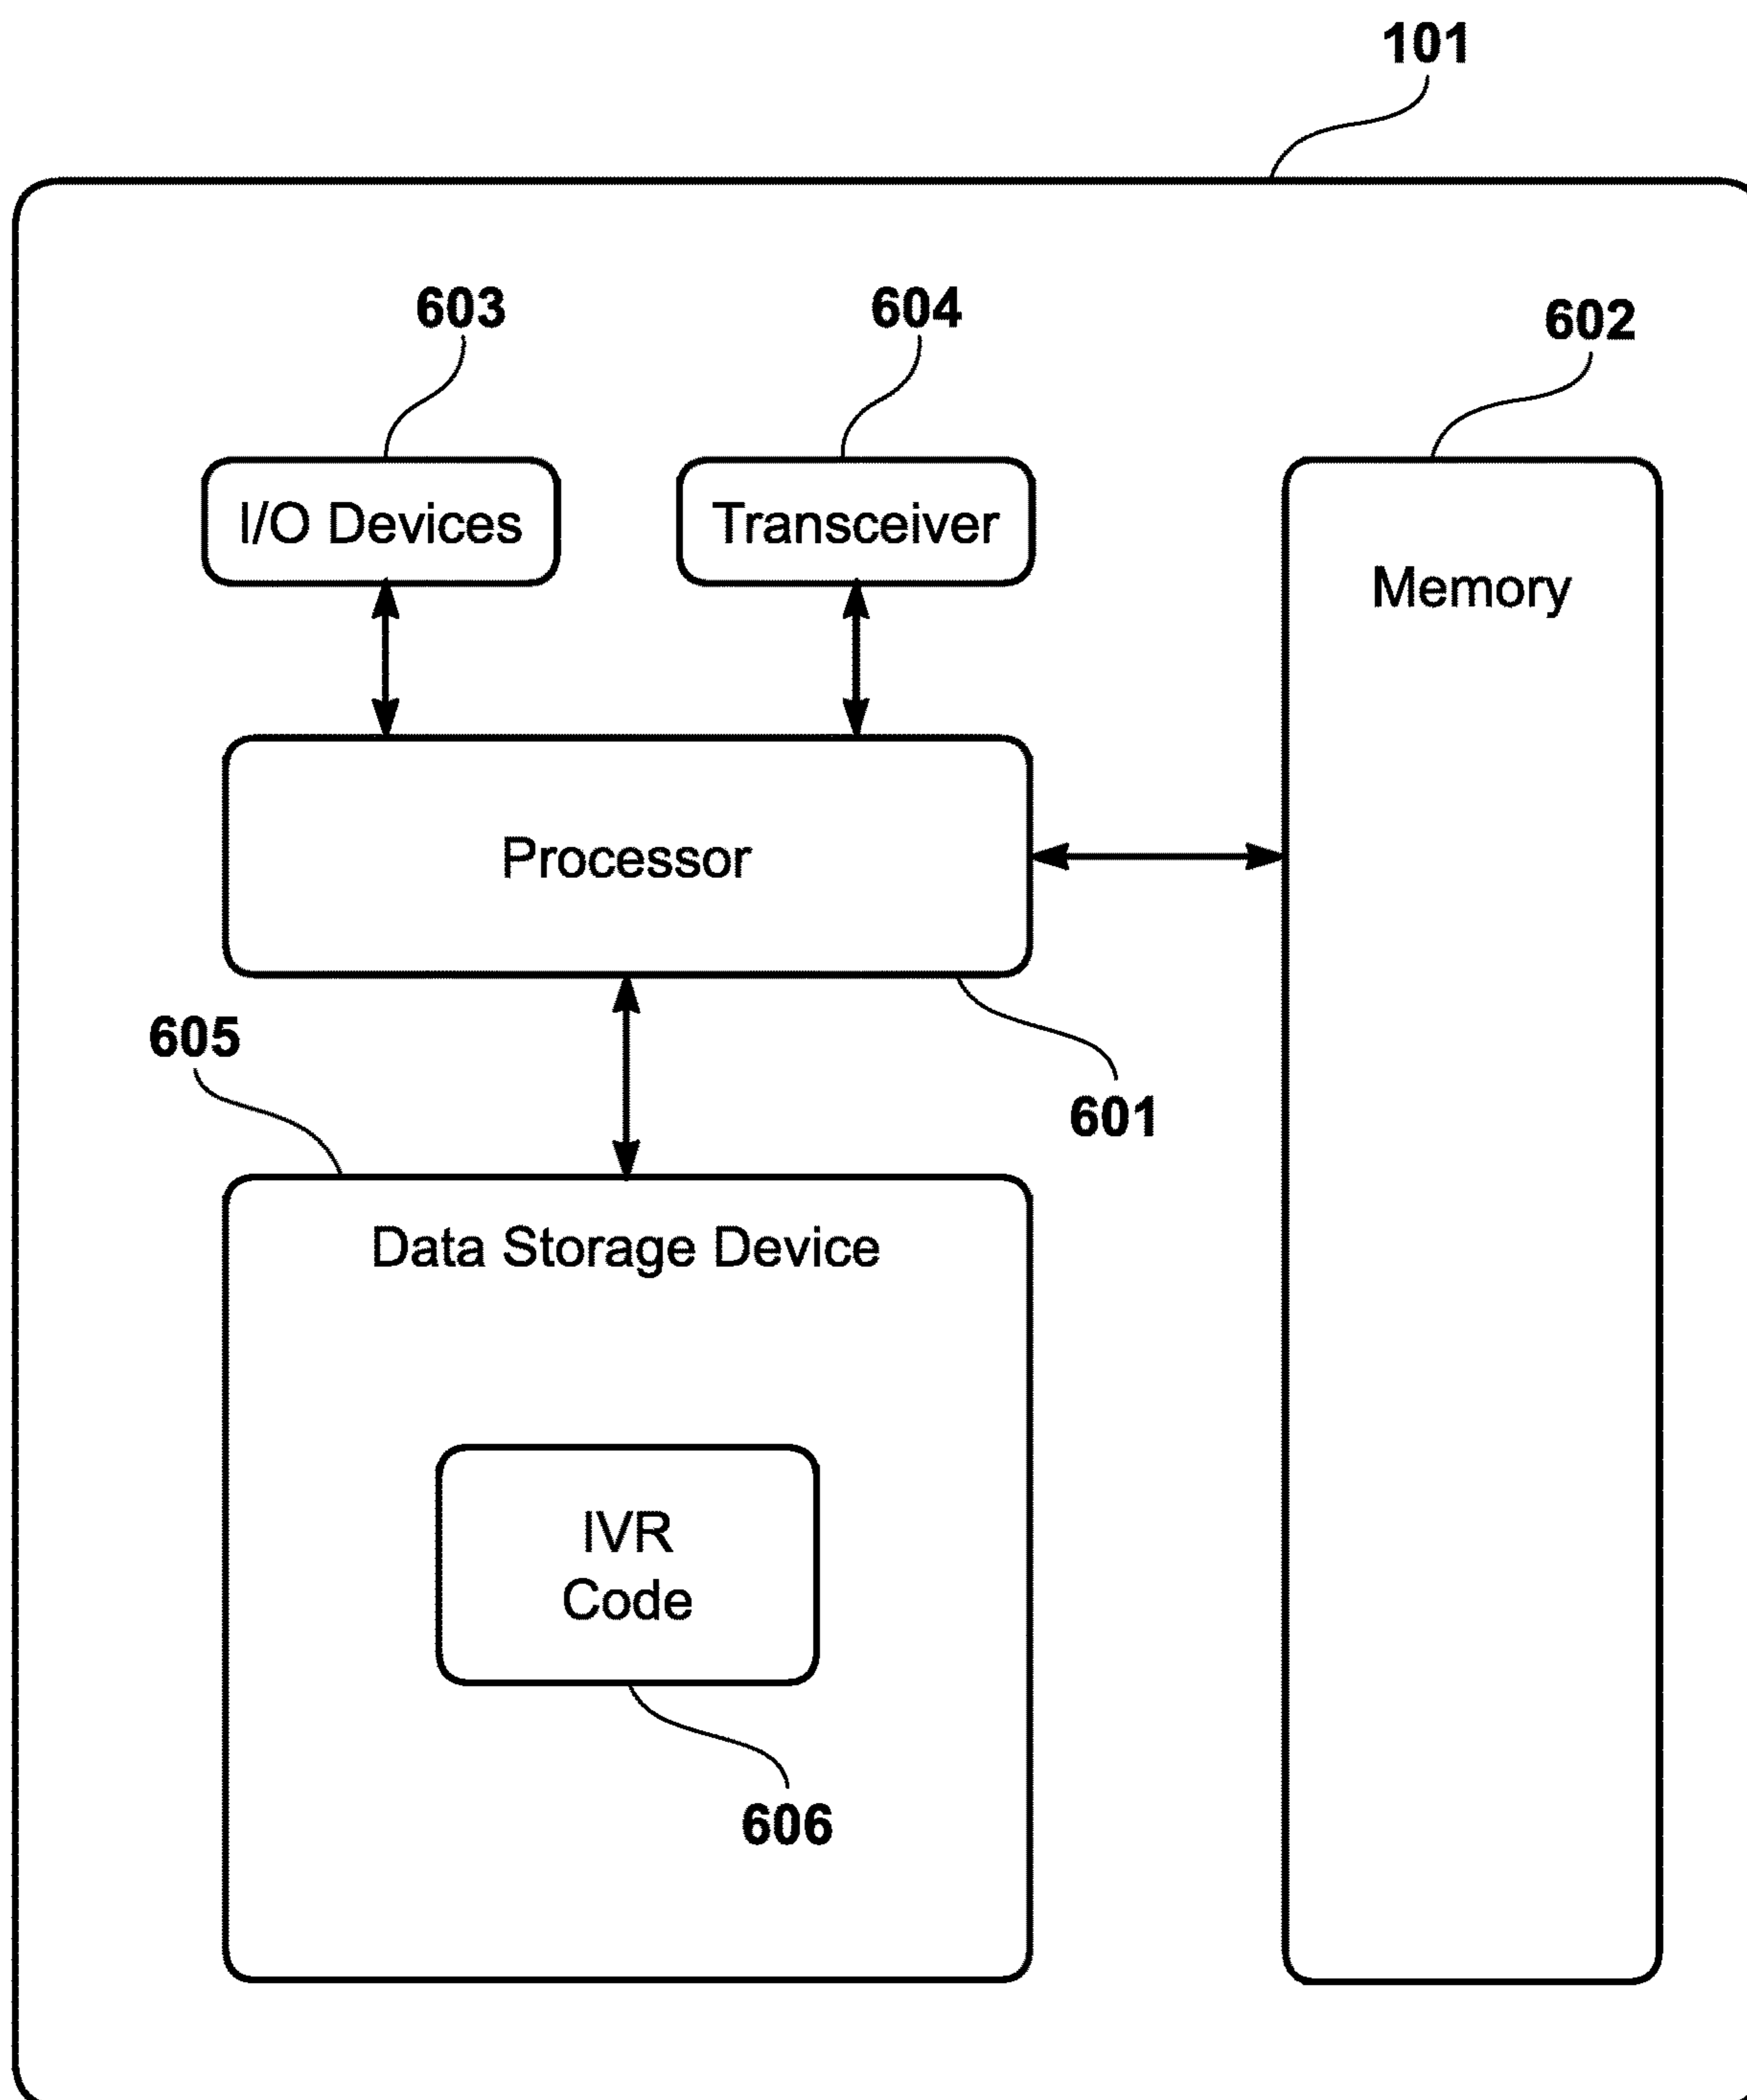 101
603
604
602
I/O Devices
Transceiver
Memory
Processor
605
601
Data Storage Device
IVR
Code
606